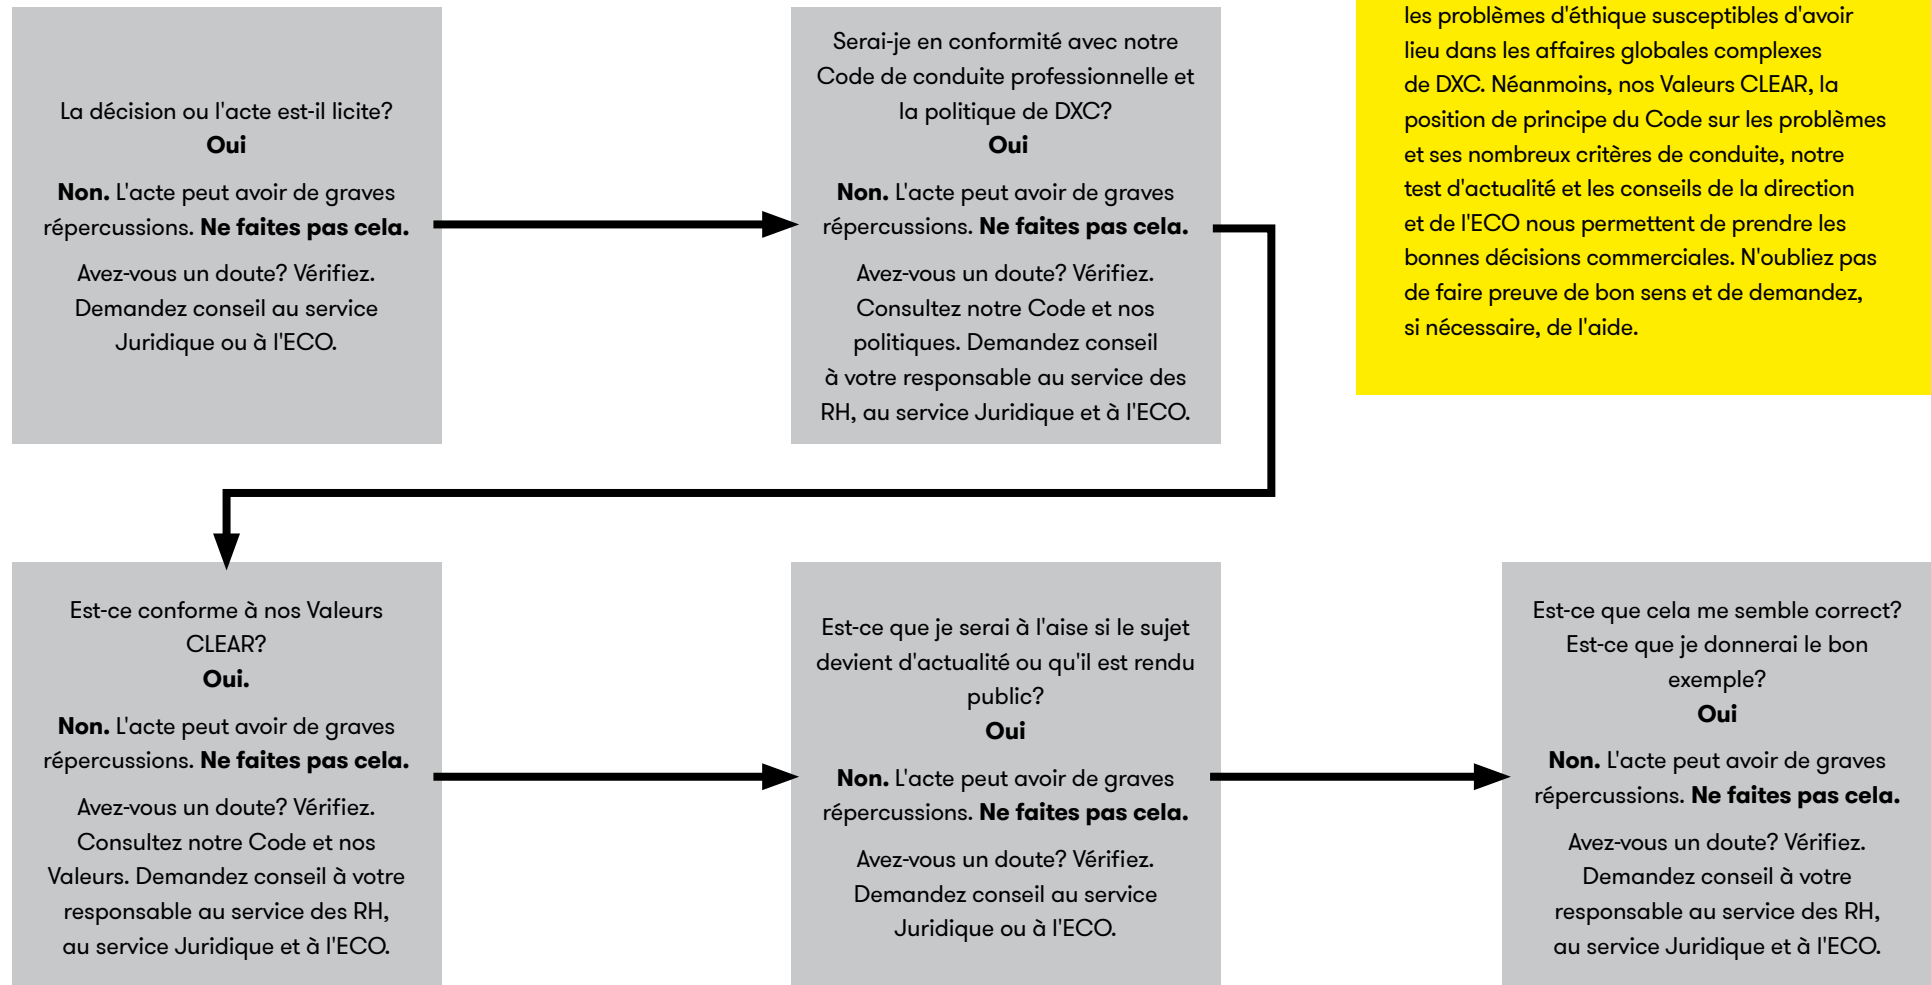 La décision ou l'acte est-il licite?
Oui
Non. L'acte peut avoir de graves
répercussions. Ne faites pas cela.
Avez-vous un doute? Vérifiez.
Demandez conseil au service
Juridique ou à l'ECO.
Serai-je en conformité avec notre
Code de conduite professionnelle et
la politique de DXC?
Oui
Non. L'acte peut avoir de graves
répercussions. Ne faites pas cela.
Avez-vous un doute? Vérifiez.
Consultez notre Code et nos
politiques. Demandez conseil
à votre responsable au service des
RH, au service Juridique et à l'ECO.
les problèmes d'éthique susceptibles d'avoir
lieu dans les affaires globales complexes
de DXC. Néanmoins, nos Valeurs CLEAR, la
position de principe du Code sur les problèmes
et ses nombreux critères de conduite, notre
test d'actualité et les conseils de la direction
et de l'ECO nous permettent de prendre les
bonnes décisions commerciales. N'oubliez pas
de faire preuve de bon sens et de demandez,
si nécessaire, de l'aide.
Est-ce conforme à nos Valeurs
CLEAR?
Oui.
Non. L'acte peut avoir de graves
répercussions. Ne faites pas cela.
Avez-vous un doute? Vérifiez.
Consultez notre Code et nos
Valeurs. Demandez conseil à votre
responsable au service des RH,
au service Juridique et à l'ECO.
Est-ce que je serai à l'aise si le sujet
devient d'actualité ou qu'il est rendu
public?
Oui
Non. L'acte peut avoir de graves
répercussions. Ne faites pas cela.
Avez-vous un doute? Vérifiez.
Demandez conseil au service
Juridique ou à l'ECO.
Est-ce que cela me semble correct?
Est-ce que je donnerai le bon
exemple?
Oui
Non. L'acte peut avoir de graves
répercussions. Ne faites pas cela.
Avez-vous un doute? Vérifiez.
Demandez conseil à votre
responsable au service des RH,
au service Juridique et à l'ECO.